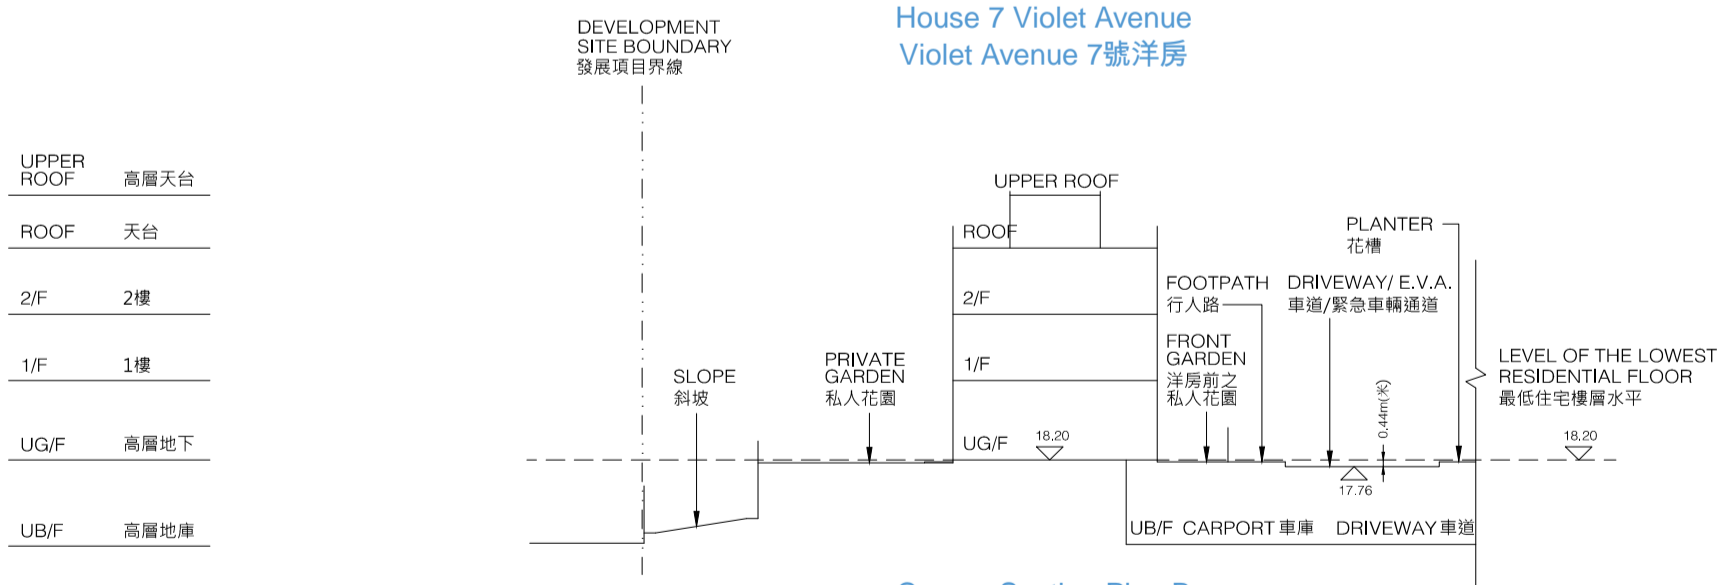 House 7 Violet Avenue
Violet Avenue 7號洋房
DEVELOPMENT
SITE BOUNDARY
發展項目界線
UPPER
ROOF 高層天台
ROOF 天台
2/F 2樓
1/F 1樓
UG/F 高層地下
UB/F 高層地庫
SLOPE
斜坡
PRIVATE
GARDEN
私人花園
UPPER ROOF
ROOF
2/F
1/F
UG/F
18.20
FOOTPATH
行人路
FRONT
GARDEN
洋房前之
私人花園
PLANTER
花槽
DRIVEWAY/ E.V.A.
車道/緊急車輛通道
0.44m(米)
17.76
UB/F CARPORT 車庫 DRIVEWAY 車道
LEVEL OF THE LOWEST
RESIDENTIAL FLOOR
最低住宅樓層水平
18.20